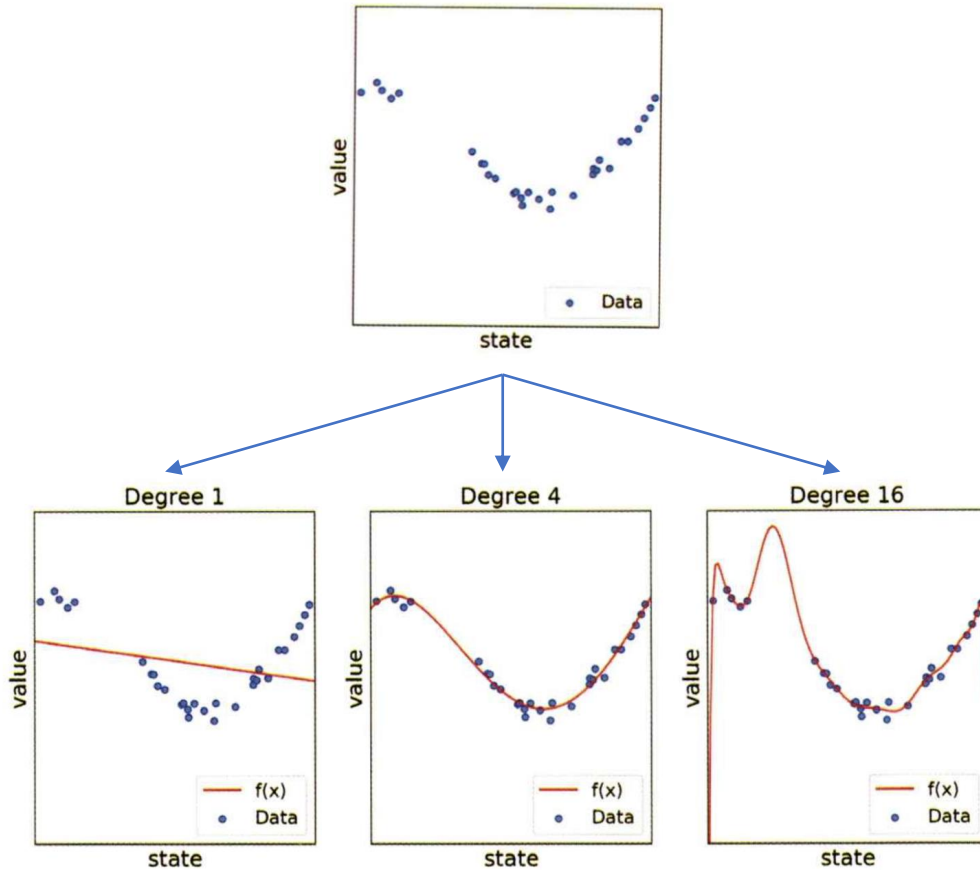 value
Data
state
Degree 1
Degree 4
Degree 16
value
f(x)
Data
state
value
f(x)
Data
state
value
f(x)
Data
state